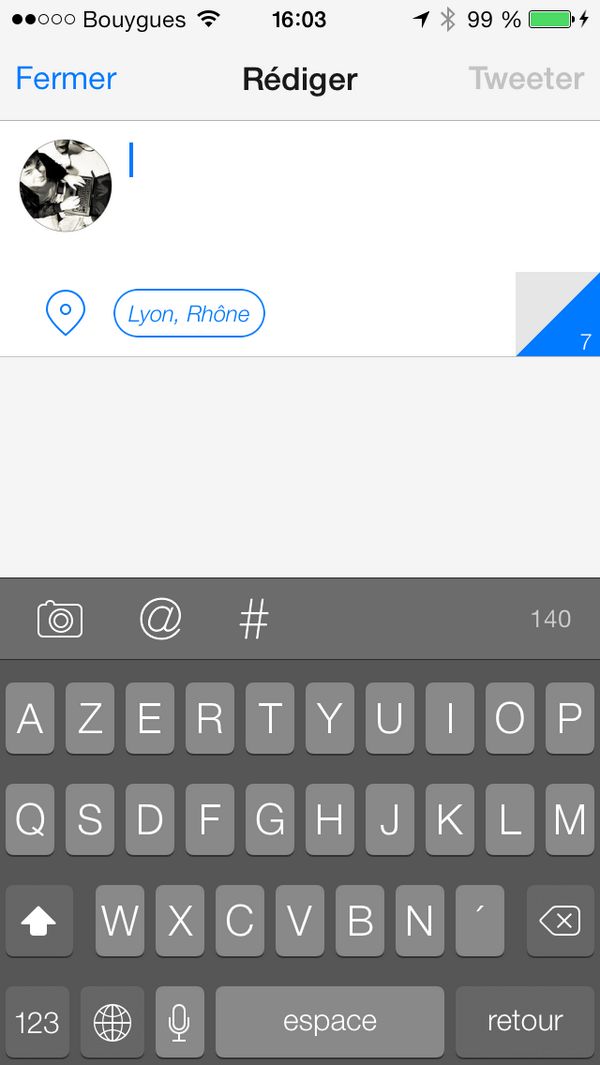 Bouygues 16:03 99 %
Fermer Rédiger Tweeter
Lyon, Rhône
7
@ # 140
A Z E R T Y U I O P
Q S D F G H J K L M
W X C V B N ´
123 espace retour